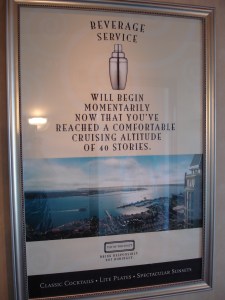 BEVERAGE
SERVICE
WILL BEGIN
MOMENTARILY
NOW THAT YOU'VE
REACHED A COMFORTABLE
CRUISING ALTITUDE
OF 40 STORIES.
CLASSIC COCKTAILS • LITE PLATES • SPECTACULAR SUNSETS